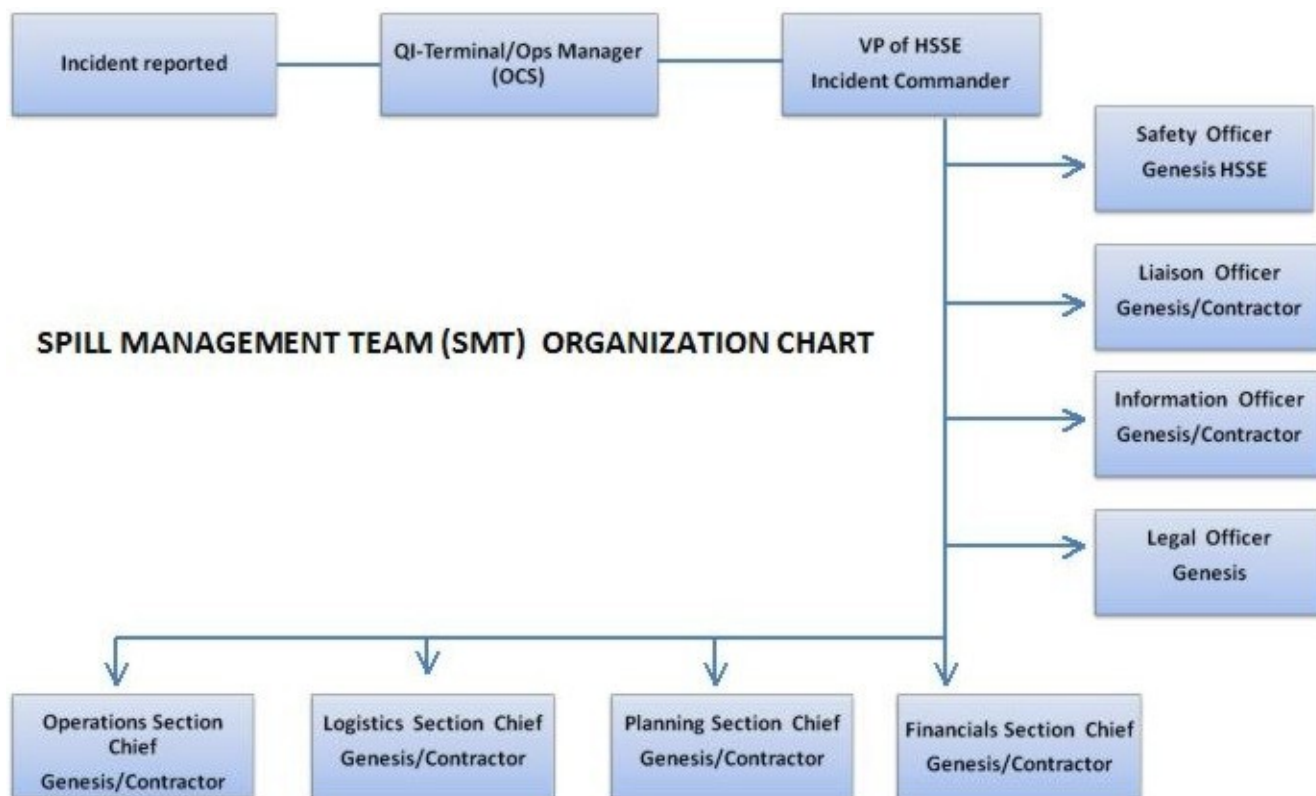 Incident reported
QI-Terminal/Ops Manager
(OCS)
VP of HSSE
Incident Commander
Safety Officer
Genesis HSSE
Liaison Officer
Genesis/Contractor
SPILL MANAGEMENT TEAM (SMT) ORGANIZATION CHART
Information Officer
Genesis/Contractor
Legal Officer
Genesis
Operations Section
Chief
Genesis/Contractor
Logistics Section Chief
Genesis/Contractor
Planning Section Chief
Genesis/Contractor
Financials Section Chief
Genesis/Contractor